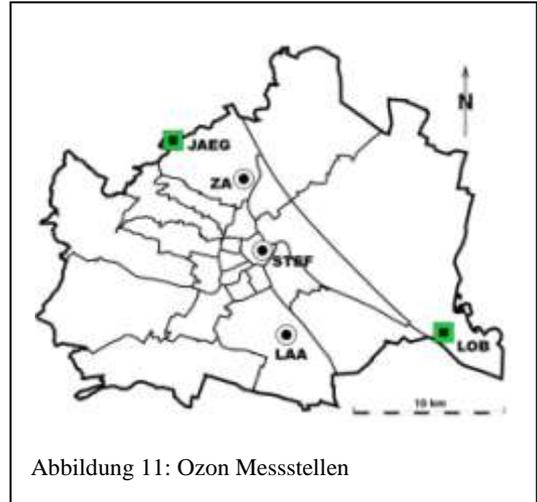 N
JAEG
ZA
STEF
LAA
LOB
10 km
Abbildung 11: Ozon Messstellen